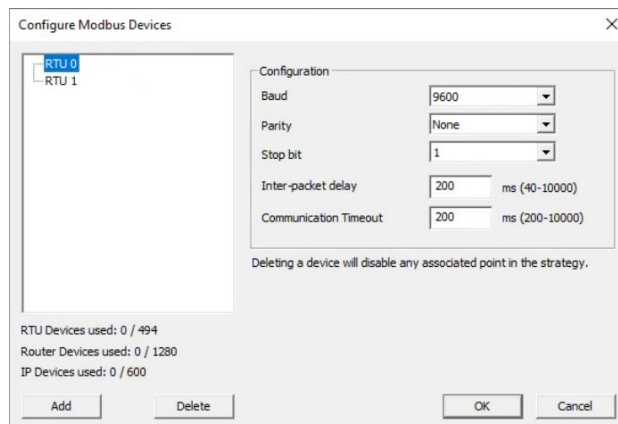 Configure Modbus Devices
RTU 0
RTU 1
Configuration
Baud 9600
Parity None
Stop bit 1
Inter-packet delay 200 ms (40-10000)
Communication Timeout 200 ms (200-10000)
Deleting a device will disable any associated point in the strategy.
RTU Devices used: 0 / 494
Router Devices used: 0 / 1280
IP Devices used: 0 / 600
Add Delete OK Cancel